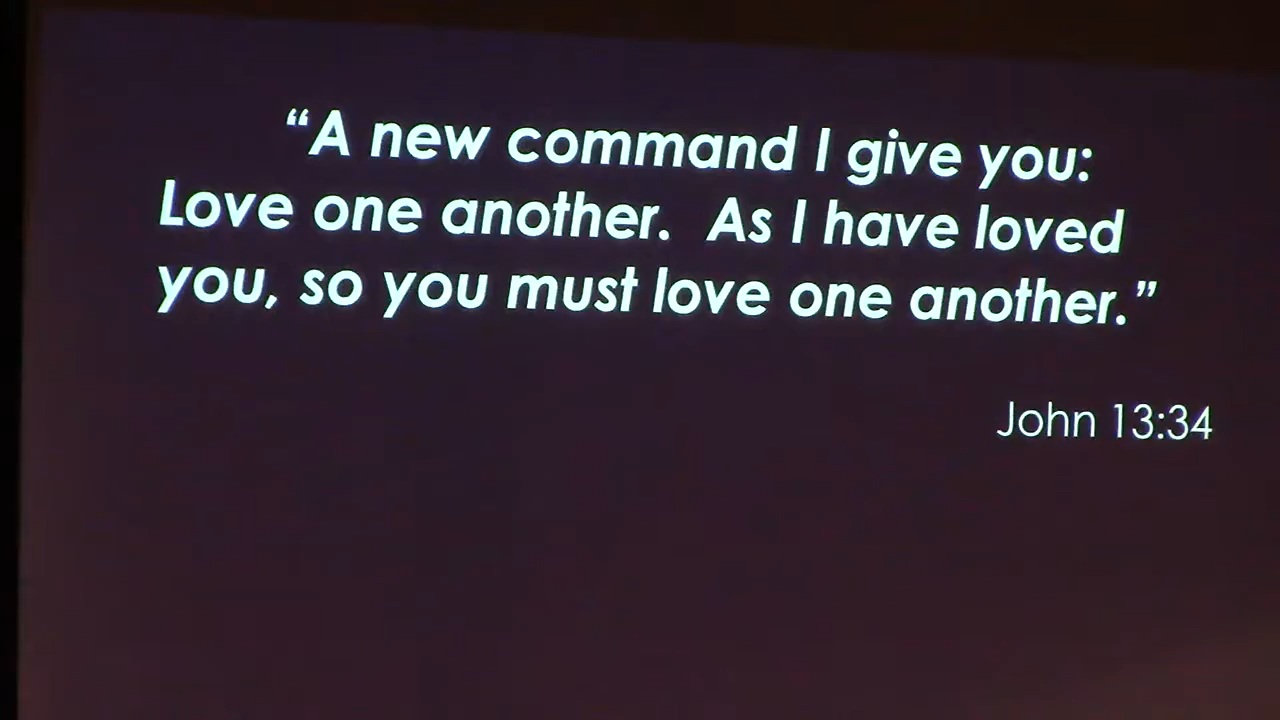 “A new command I give you:
Love one another.  As I have loved
you, so you must love one another.”
John 13:34